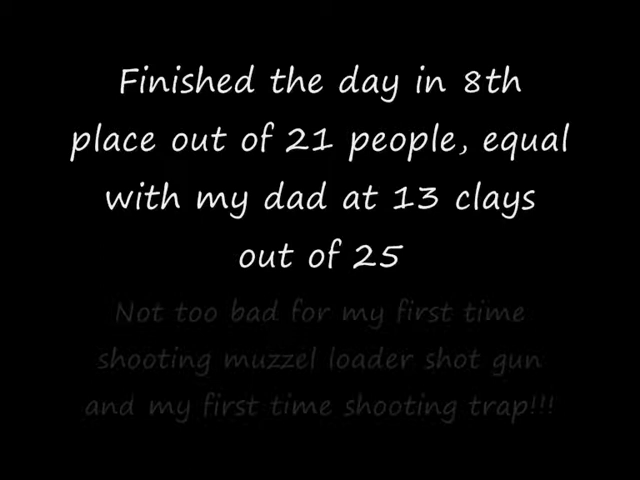 Finished the day in 8th
place out of 21 people, equal
with my dad at 13 clays
out of 25
Not too bad for my first time
shooting muzzel loader shot gun
and my first time shooting trap!!!